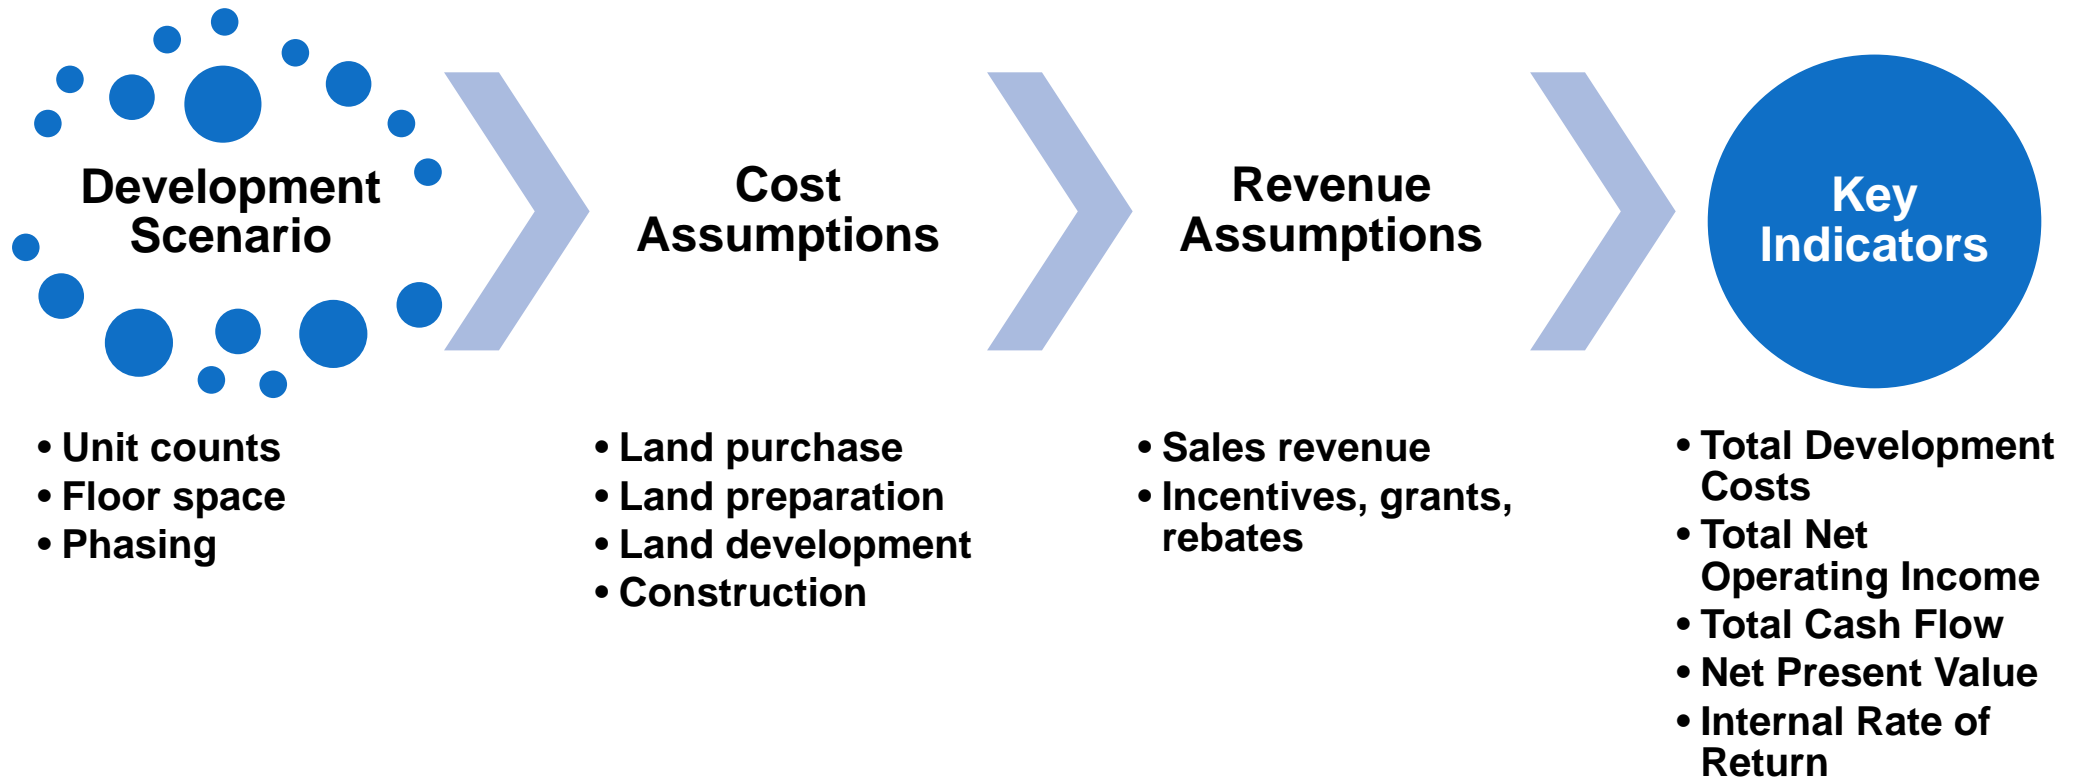 Development
Scenario
• Unit counts
• Floor space
• Phasing
Cost
Assumptions
• Land purchase
• Land preparation
• Land development
• Construction
Revenue
Assumptions
• Sales revenue
• Incentives, grants,
rebates
Key
Indicators
• Total Development
Costs
• Total Net
Operating Income
• Total Cash Flow
• Net Present Value
• Internal Rate of
Return